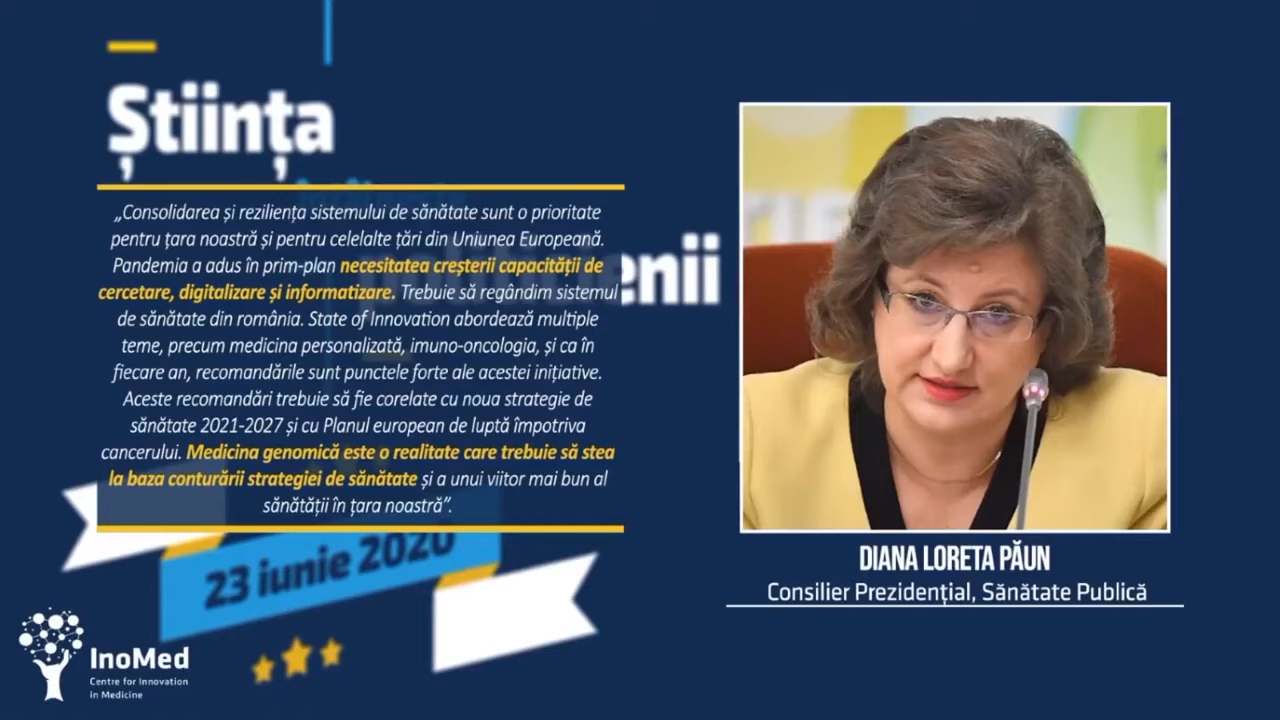 Știința
„Consolidarea și reziliența sistemului de sănătate sunt o prioritate
pentru țara noastră și pentru celelalte țări din Uniunea Europeană.
Pandemia a adus în prim-plan necesitatea creșterii capacității de
cercetare, digitalizare și informatizare. Trebuie să regândim sistemul
de sănătate din românia. State of Innovation abordează multiple
teme, precum medicina personalizată, imuno-oncologia, și ca în
fiecare an, recomandările sunt punctele forte ale acestei inițiative.
Aceste recomandări trebuie să fie corelate cu noua strategie de
sănătate 2021-2027 și cu Planul european de luptă împotriva
cancerului. Medicina genomică este o realitate care trebuie să stea
la baza conturării strategiei de sănătate și a unui viitor mai bun al
sănătății în țara noastră”.
enii
23 iunie 2020
InoMed
Centre for Innovation
in Medicine
DIANA LORETA PĂUN
Consilier Prezidențial, Sănătate Publică